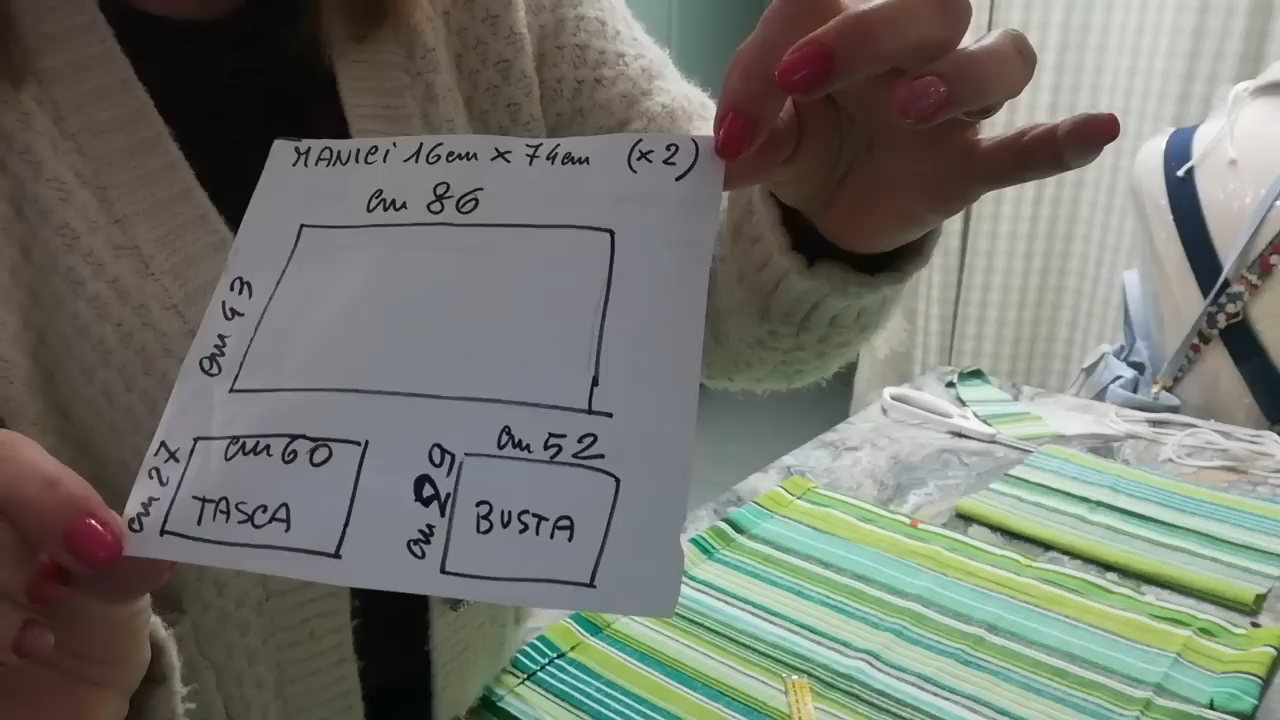 MANICI 16cm x 74cm (x2)
cm 86
cm 43
cm 60
cm 27
TASCA
cm 52
cm 29
BUSTA